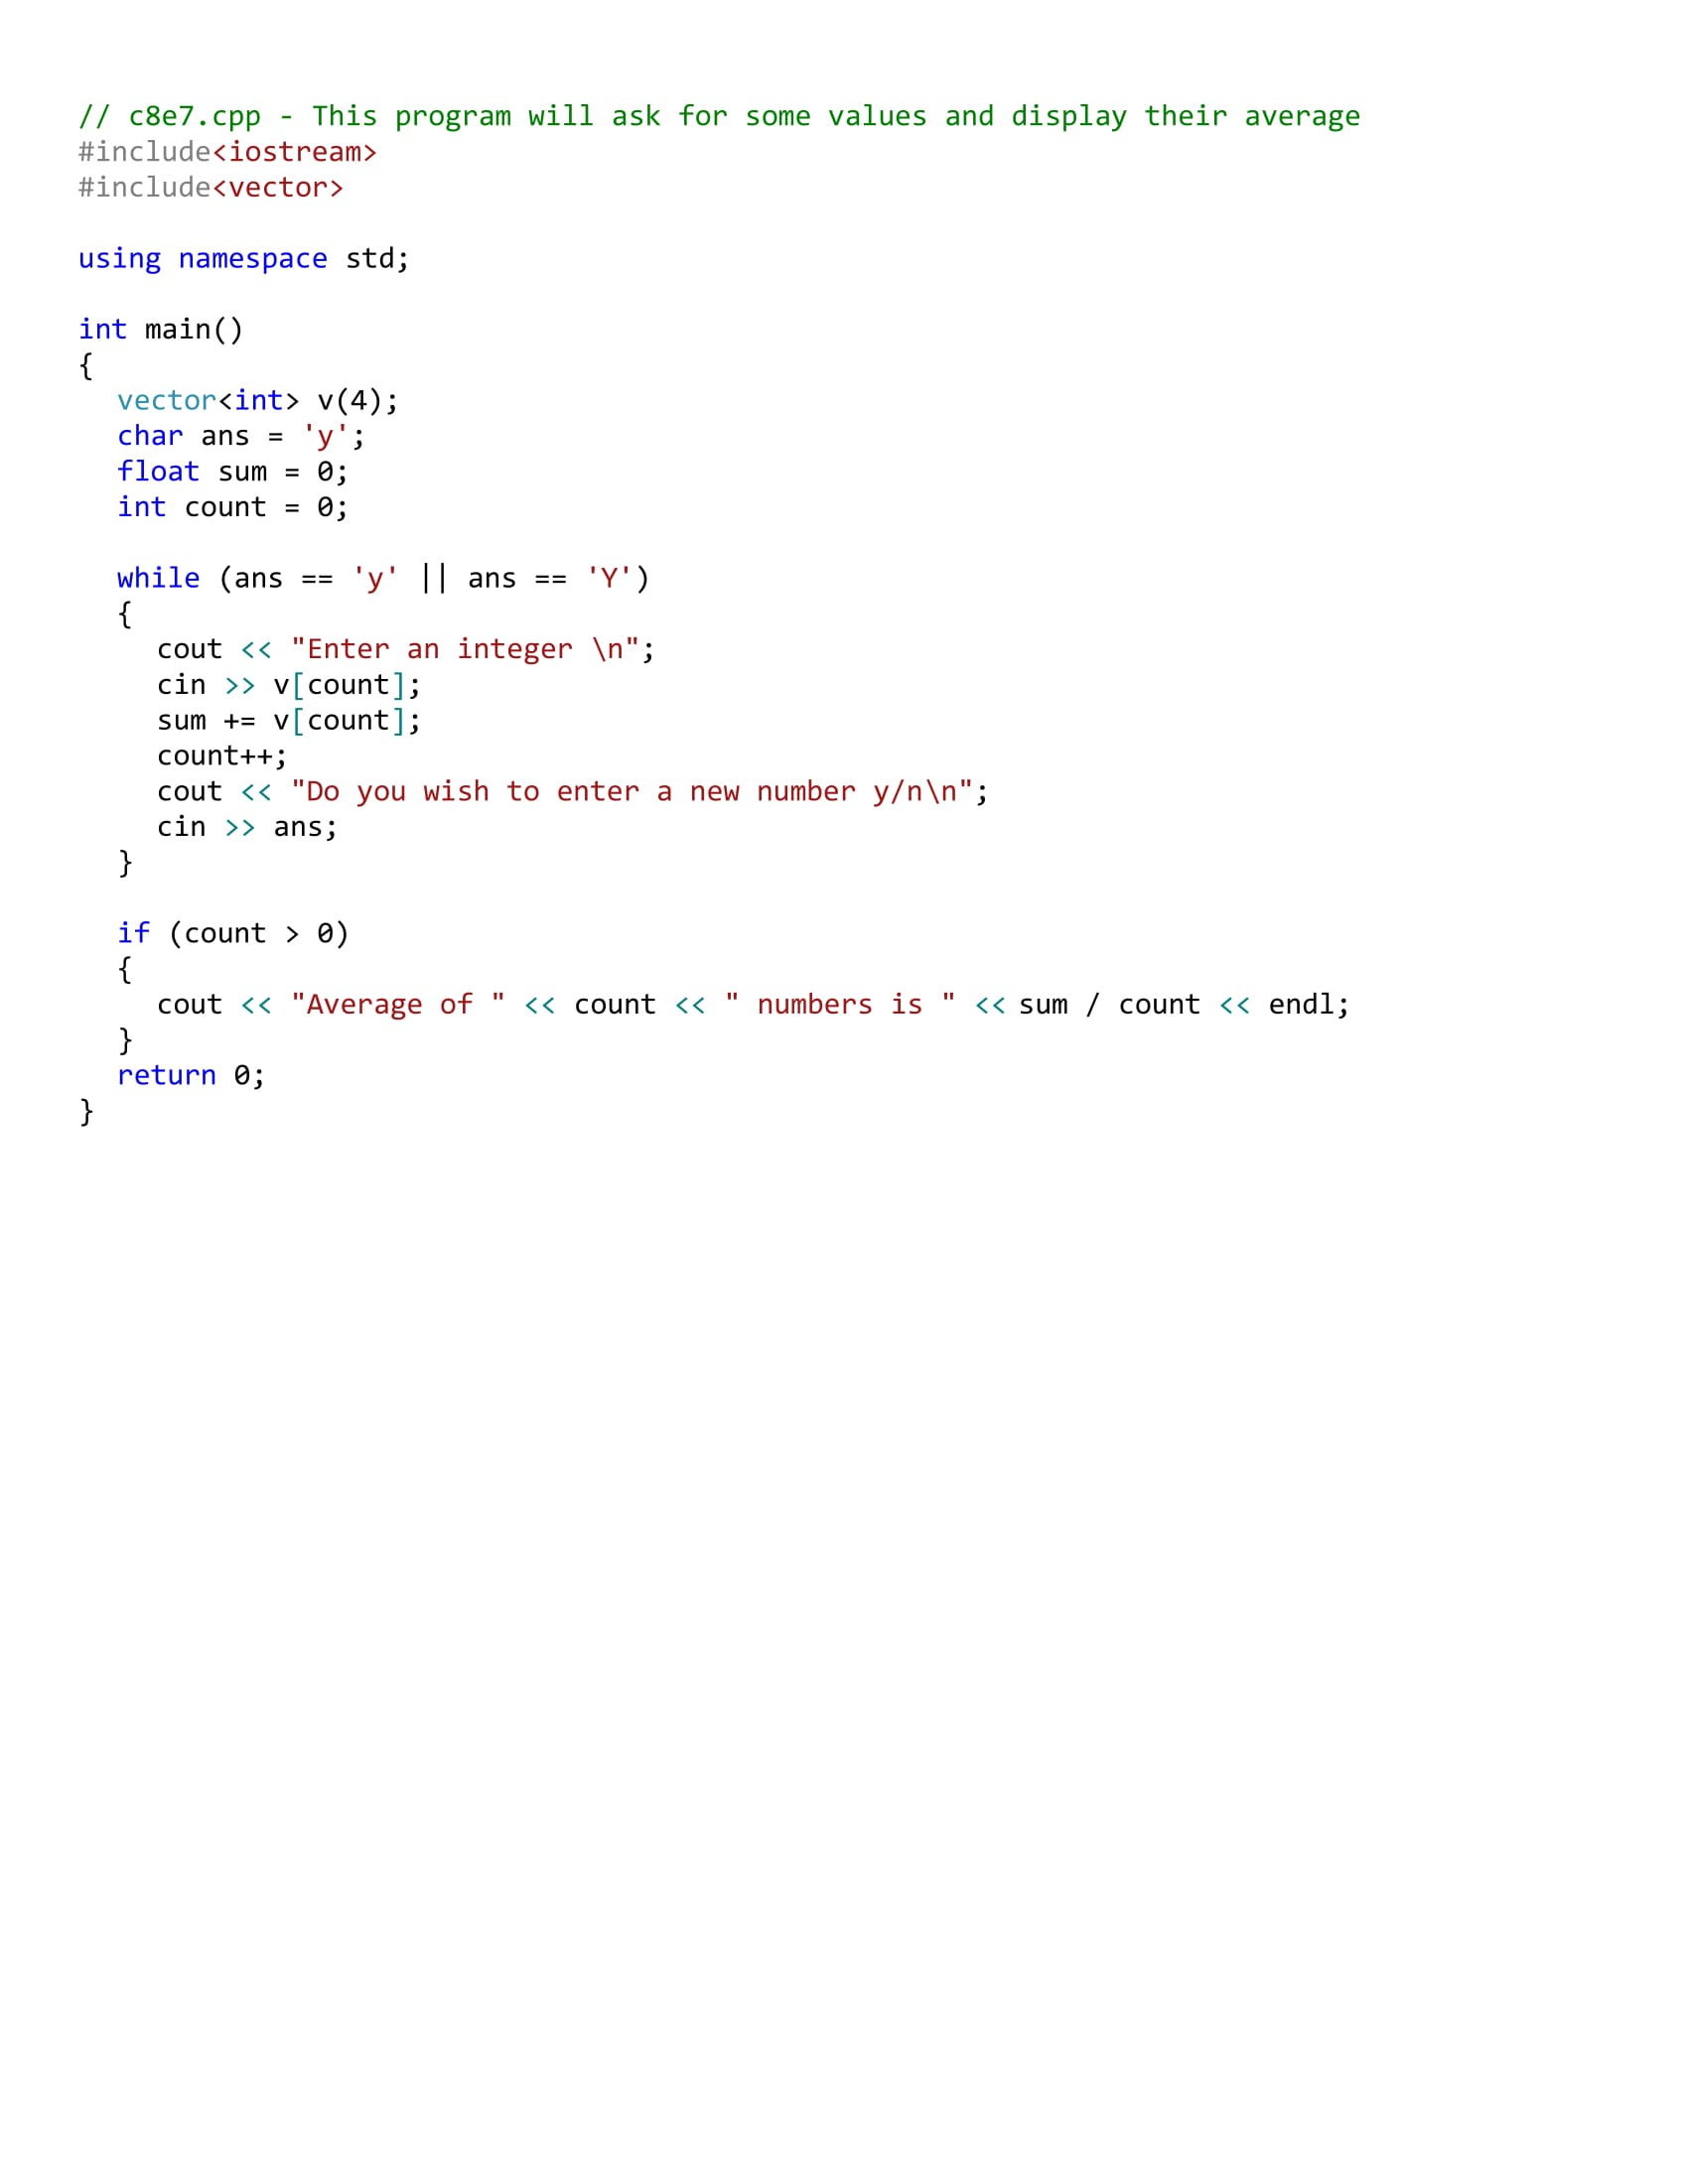 // c8e7.cpp - This program will ask for some values and display their average
#include<iostream>
#include<vector>
using namespace std;
int main()
{
vector<int> v(4);
char ans = 'y';
float sum = 0;
int count = 0;
while (ans == 'y' || ans == 'Y')
{
cout << "Enter an integer \n";
cin >> v[count];
sum += v[count];
count++;
cout << "Do you wish to enter a new number y/n\n";
cin >> ans;
}
if (count > 0)
{
cout << "Average of " << count << " numbers is " << sum / count << endl;
}
return 0;
}